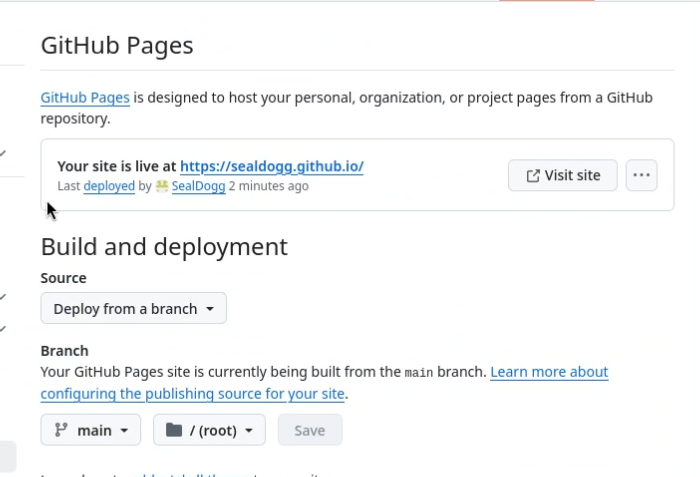 GitHub Pages
GitHub Pages is designed to host your personal, organization, or project pages from a GitHub
repository.
Your site is live at https://sealdogg.github.io/
Last deployed by SealDogg 2 minutes ago
Visit site
Build and deployment
Source
Deploy from a branch
Branch
Your GitHub Pages site is currently being built from the main branch. Learn more about
configuring the publishing source for your site.
main
/ (root)
Save